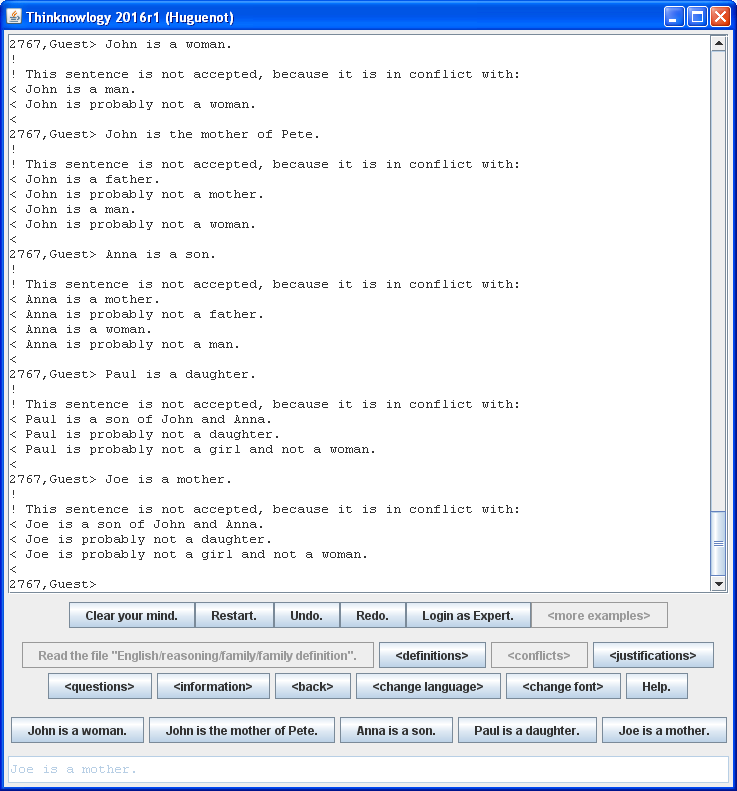 Thinknowlogy 2016r1 (Huguenot)
2767,Guest> John is a woman.
!
! This sentence is not accepted, because it is in conflict with:
< John is a man.
< John is probably not a woman.
<
2767,Guest> John is the mother of Pete.
!
! This sentence is not accepted, because it is in conflict with:
< John is a father.
< John is probably not a mother.
< John is a man.
< John is probably not a woman.
<
2767,Guest> Anna is a son.
!
! This sentence is not accepted, because it is in conflict with:
< Anna is a mother.
< Anna is probably not a father.
< Anna is a woman.
< Anna is probably not a man.
<
2767,Guest> Paul is a daughter.
!
! This sentence is not accepted, because it is in conflict with:
< Paul is a son of John and Anna.
< Paul is probably not a daughter.
< Paul is probably not a girl and not a woman.
<
2767,Guest> Joe is a mother.
!
! This sentence is not accepted, because it is in conflict with:
< Joe is a son of John and Anna.
< Joe is probably not a daughter.
< Joe is probably not a girl and not a woman.
<
2767,Guest>
Clear your mind. Restart. Undo. Redo. Login as Expert. <more examples>
Read the file "English/reasoning/family/family definition". <definitions> <conflicts> <justifications>
<questions> <information> <back> <change language> <change font> Help.
John is a woman. John is the mother of Pete. Anna is a son. Paul is a daughter. Joe is a mother.
Joe is a mother.